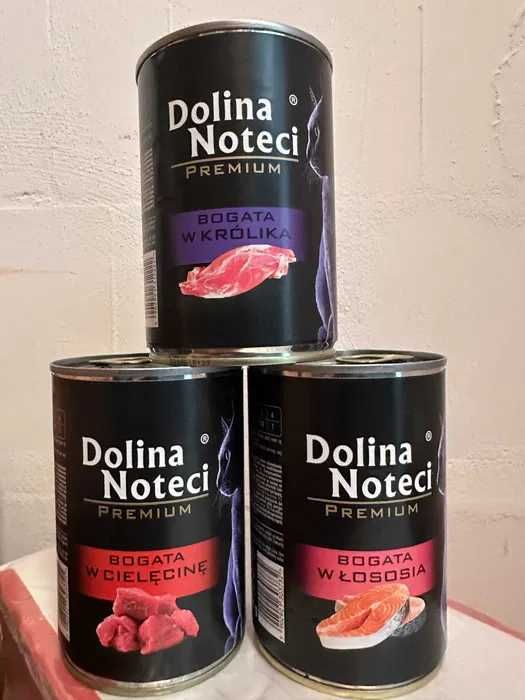 Dolina ®
Noteci
PREMIUM
BOGATA
W KRÓLIKA
Dolina ®
Noteci
PREMIUM
BOGATA
W CIELĘCINĘ
Dolina ®
Noteci
PREMIUM
BOGATA
W ŁOSOSIA